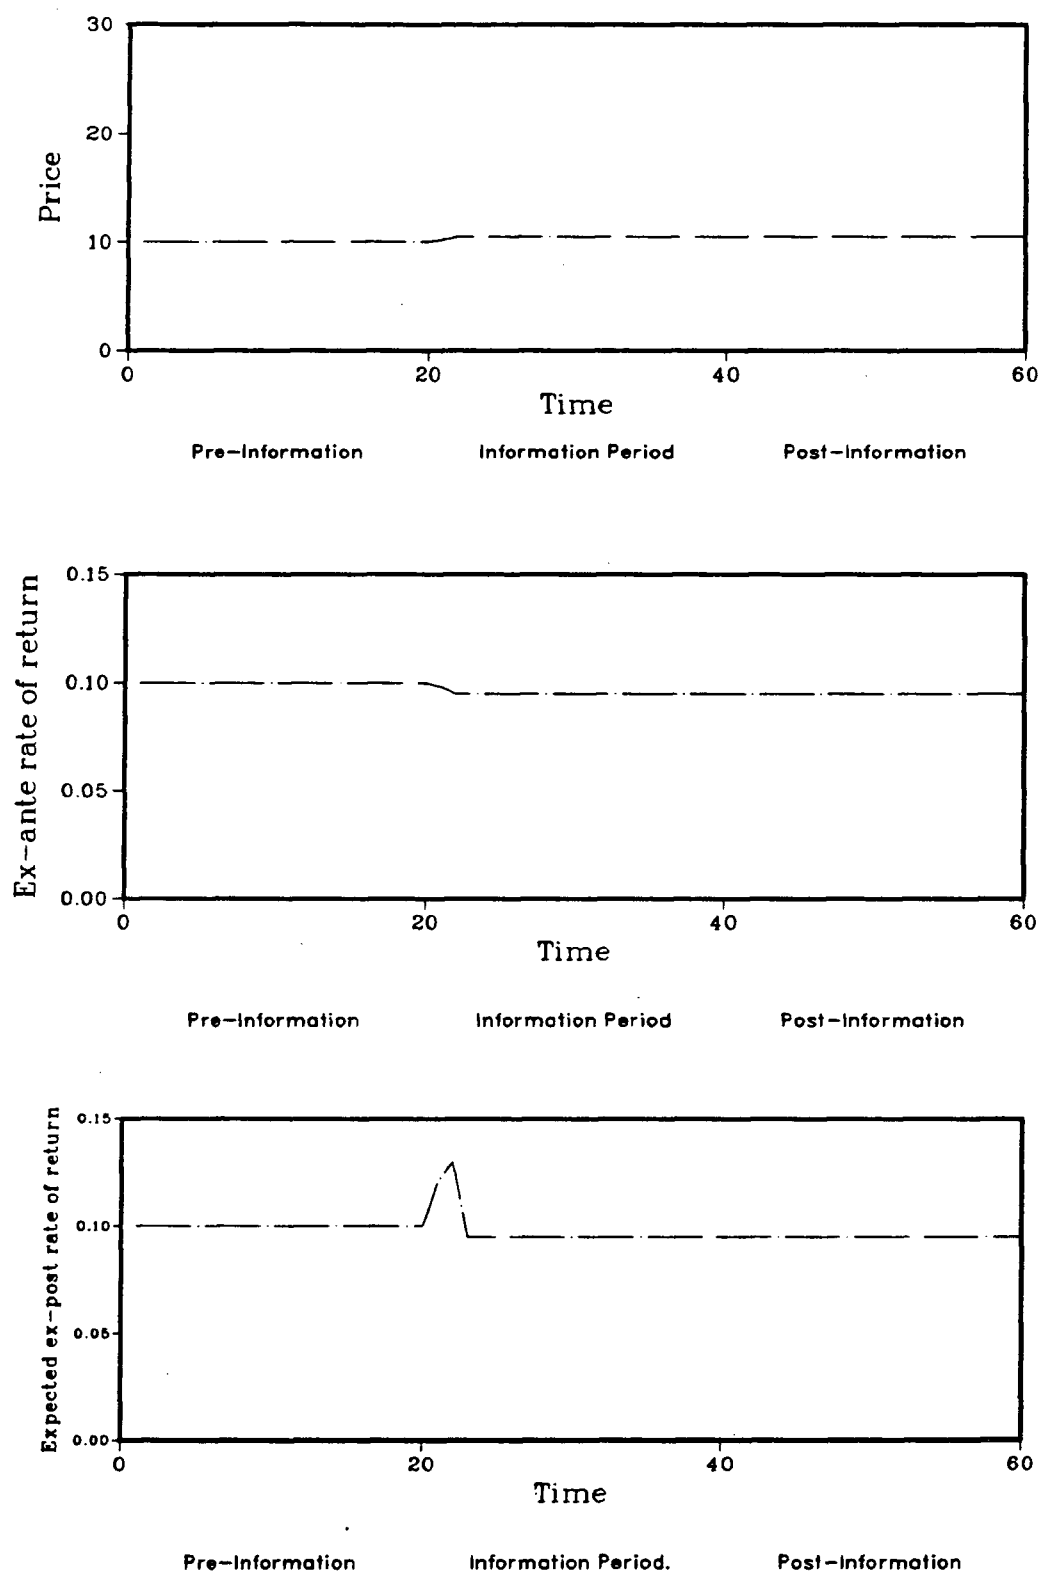 30
20
10
0
Price
0 20 40 60
Time
Pre-Information Information Period Post-Information
0.15
0.10
0.05
0.00
Ex-ante rate of return
0 20 40 60
Time
Pre-Information Information Period Post-Information
0.15
0.10
0.05
0.00
Expected ex-post rate of return
0 20 40 60
Time
Pre-Information Information Period. Post-Information